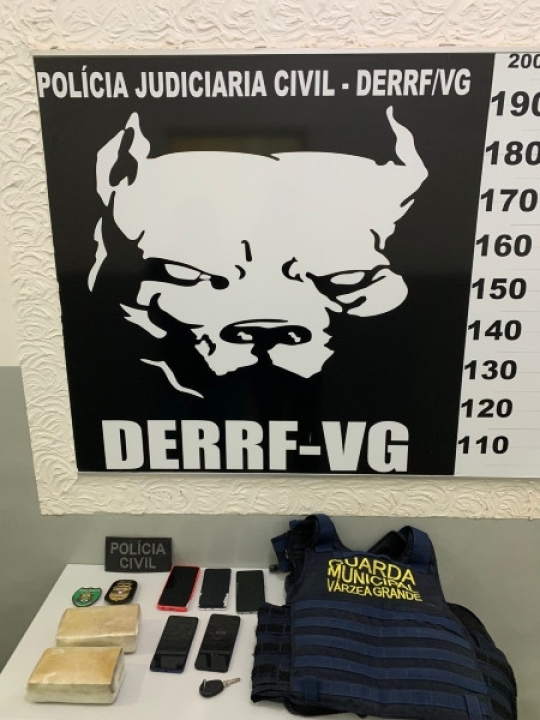 POLÍCIA JUDICIARIA CIVIL - DERRF/VG
200
190
180
170
160
150
140
130
120
110
DERRF-VG
POLÍCIA
CIVIL
GUARDA
MUNICIPAL
VÁRZEA GRANDE